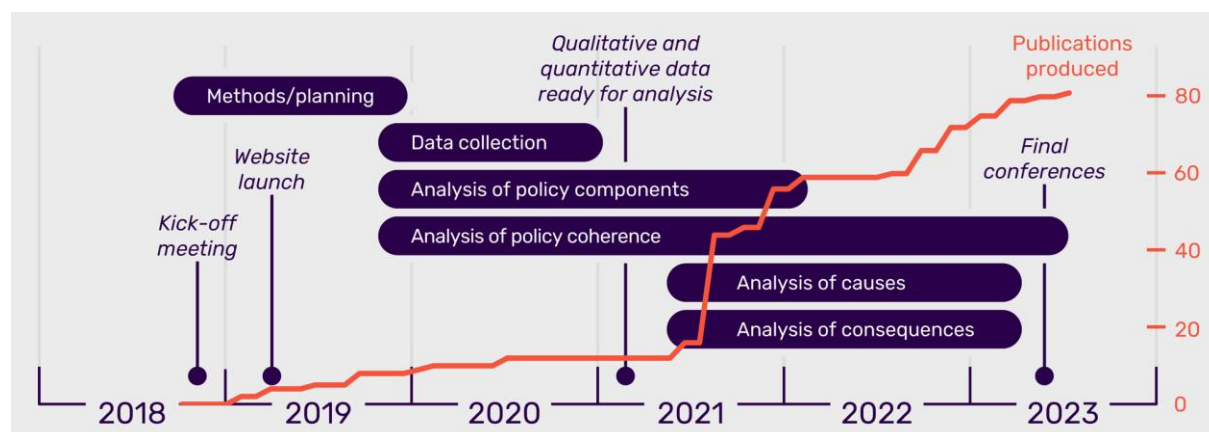 Qualitative and
quantitative data
ready for analysis
Publications
produced
Methods/planning
80
Data collection
Website
launch
Final
conferences
60
Analysis of policy components
Kick-off
meeting
Analysis of policy coherence
40
Analysis of causes
Analysis of consequences
20
0
2018
2019
2020
2021
2022
2023